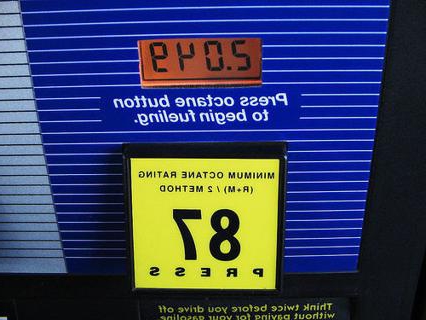 2.049
Press octane button
to begin fueling.
MINIMUM OCTANE RATING
(R+M) / 2 METHOD
87
PRESS
Think twice before you drive off
without paying for your gasoline